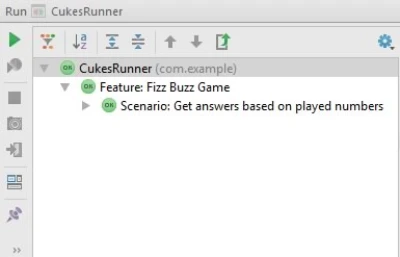 Run CukesRunner
OK CukesRunner (com.example)
OK Feature: Fizz Buzz Game
OK Scenario: Get answers based on played numbers